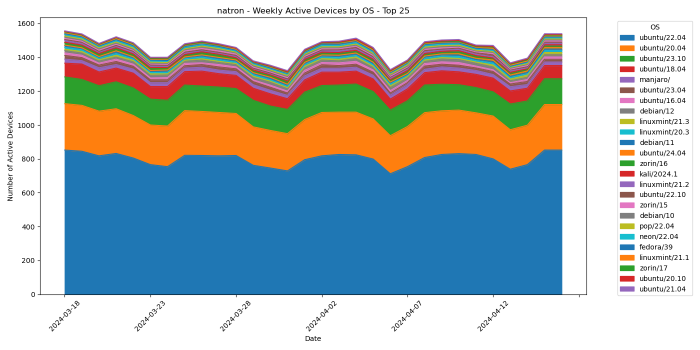 natron - Weekly Active Devices by OS - Top 25
Number of Active Devices
1600
1400
1200
1000
800
600
400
200
0
2024-03-18
2024-03-23
2024-03-28
2024-04-02
2024-04-07
2024-04-12
Date
OS
ubuntu/22.04
ubuntu/20.04
ubuntu/23.10
ubuntu/18.04
manjaro/
ubuntu/23.04
ubuntu/16.04
debian/12
linuxmint/21.3
linuxmint/20.3
debian/11
ubuntu/24.04
zorin/16
kali/2024.1
linuxmint/21.2
ubuntu/22.10
zorin/15
debian/10
pop/22.04
neon/22.04
fedora/39
linuxmint/21.1
zorin/17
ubuntu/20.10
ubuntu/21.04